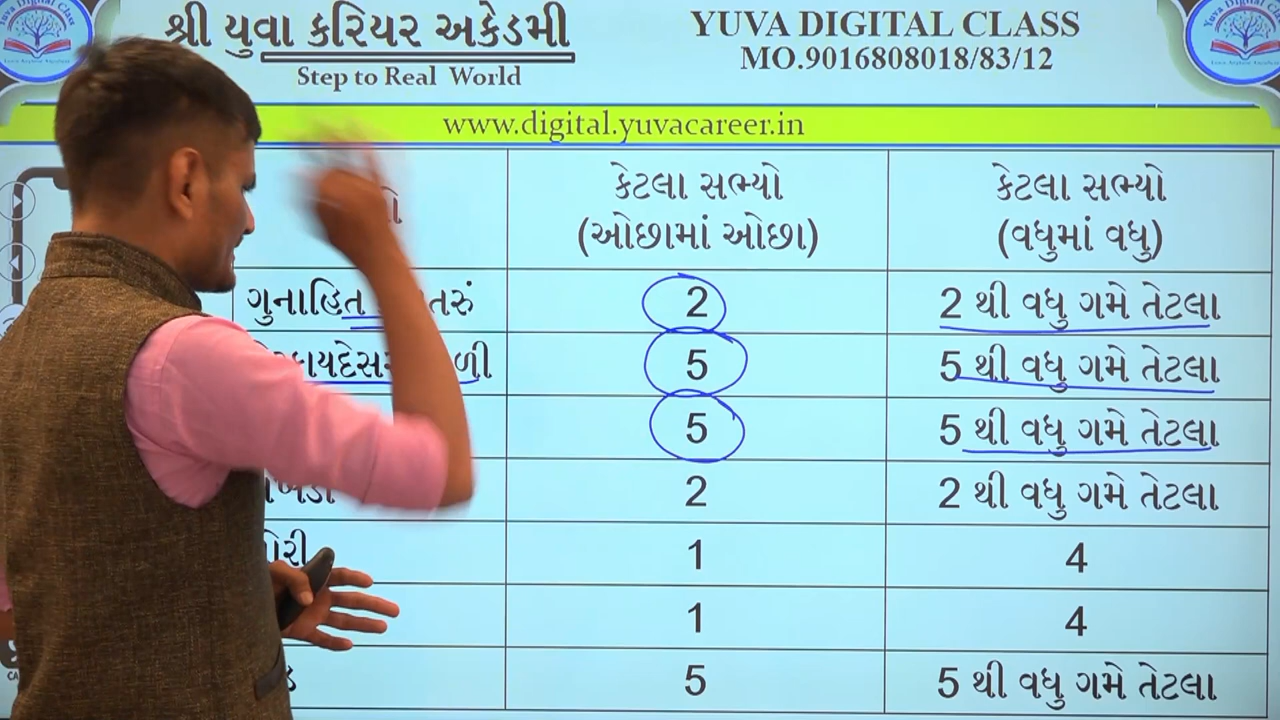 શ્રી યુવા કરિયર અકેડમી
Step to Real World
YUVA DIGITAL CLASS
MO.9016808018/83/12
www.digital.yuvacareer.in
કેટલા સભ્યો
(ઓછામાં ઓછા)
કેટલા સભ્યો
(વધુમાં વધુ)
ગુનાહિત 2 2 થી વધુ ગમે તેટલા
5 5 થી વધુ ગમે તેટલા
5 5 થી વધુ ગમે તેટલા
2 2 થી વધુ ગમે તેટલા
1 4
1 4
5 5 થી વધુ ગમે તેટલા